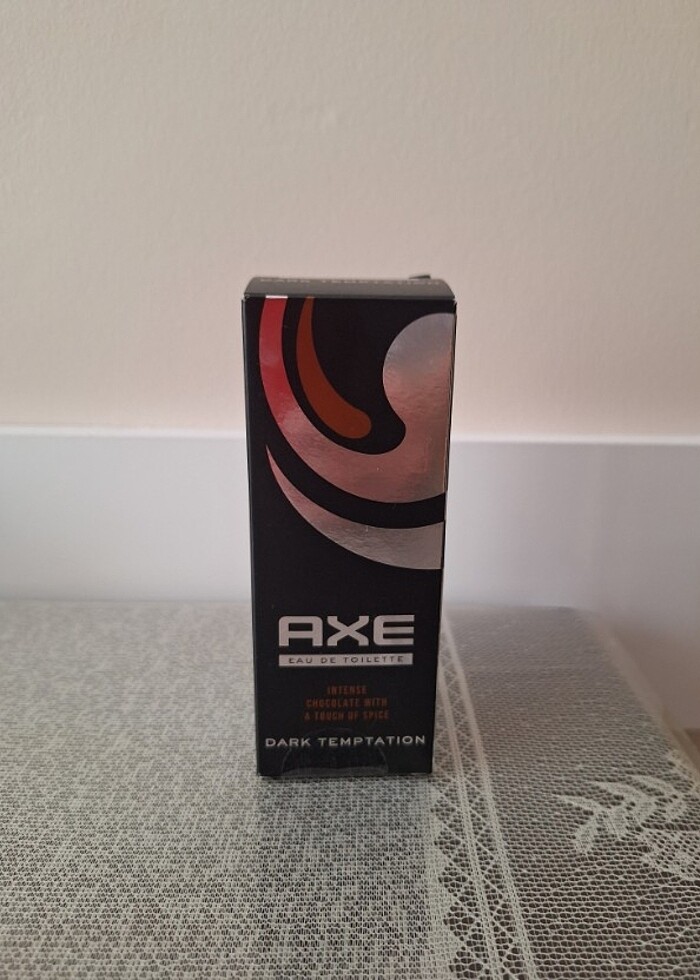 DARK TEMPTATION
AXE
EAU DE TOILETTE
INTENSE
CHOCOLATE WITH
A TOUCH OF SPICE
DARK TEMPTATION